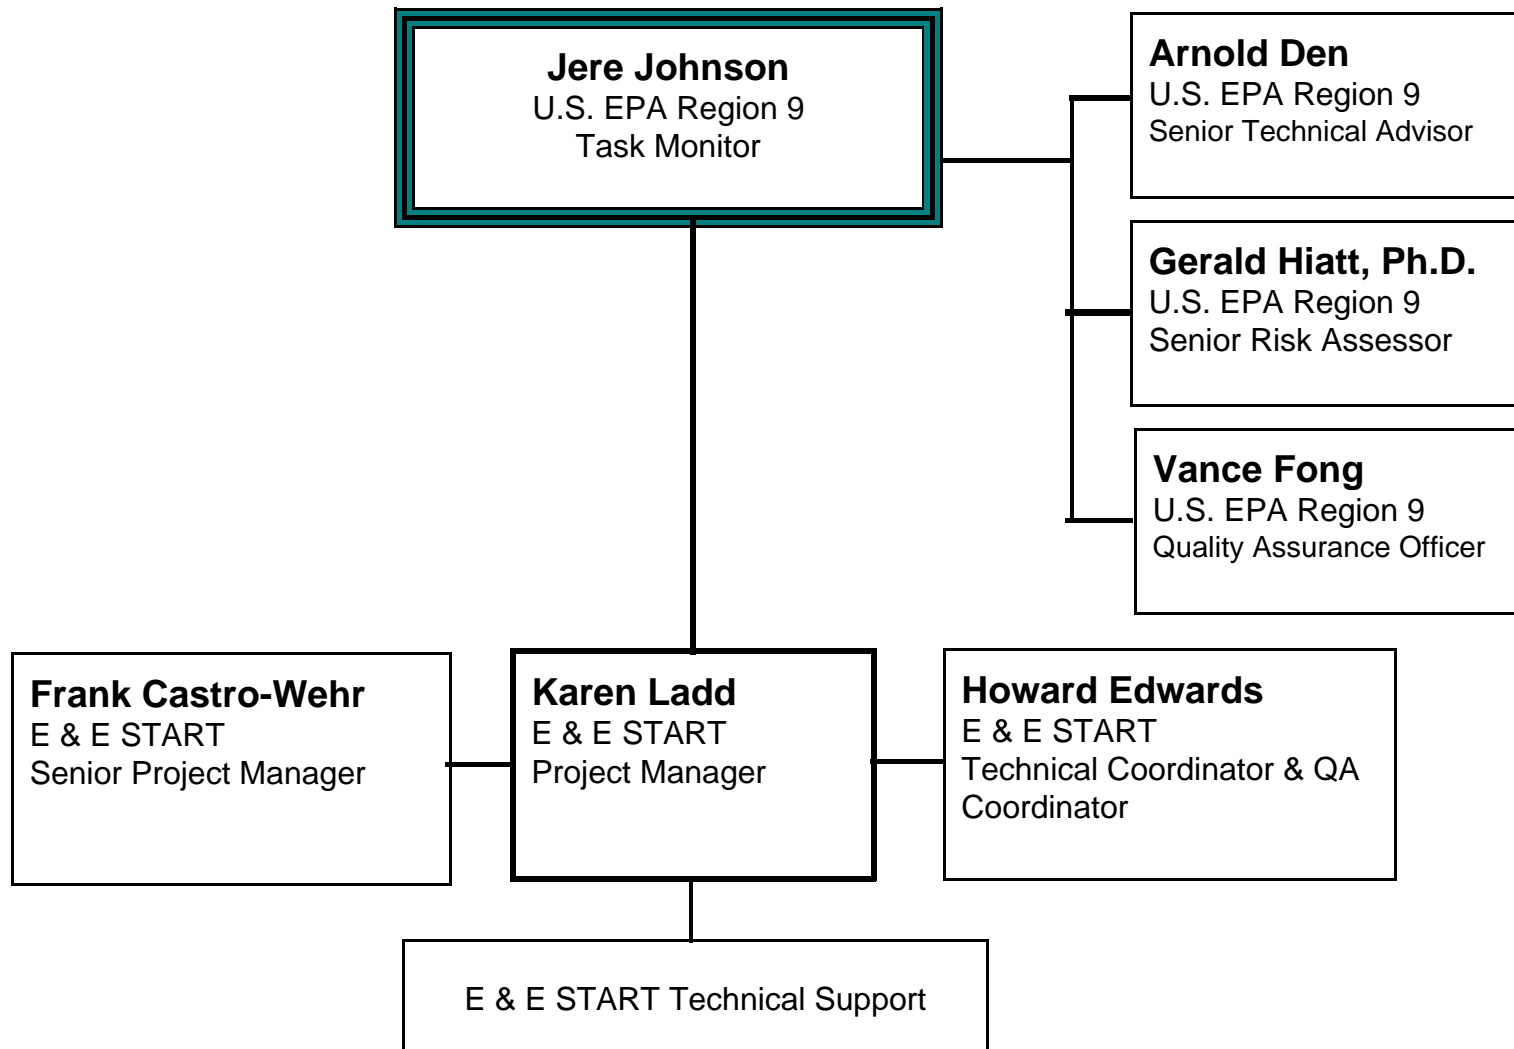 Jere Johnson
U.S. EPA Region 9
Task Monitor
Arnold Den
U.S. EPA Region 9
Senior Technical Advisor
Gerald Hiatt, Ph.D.
U.S. EPA Region 9
Senior Risk Assessor
Vance Fong
U.S. EPA Region 9
Quality Assurance Officer
Frank Castro-Wehr
E & E START
Senior Project Manager
Karen Ladd
E & E START
Project Manager
Howard Edwards
E & E START
Technical Coordinator & QA
Coordinator
E & E START Technical Support